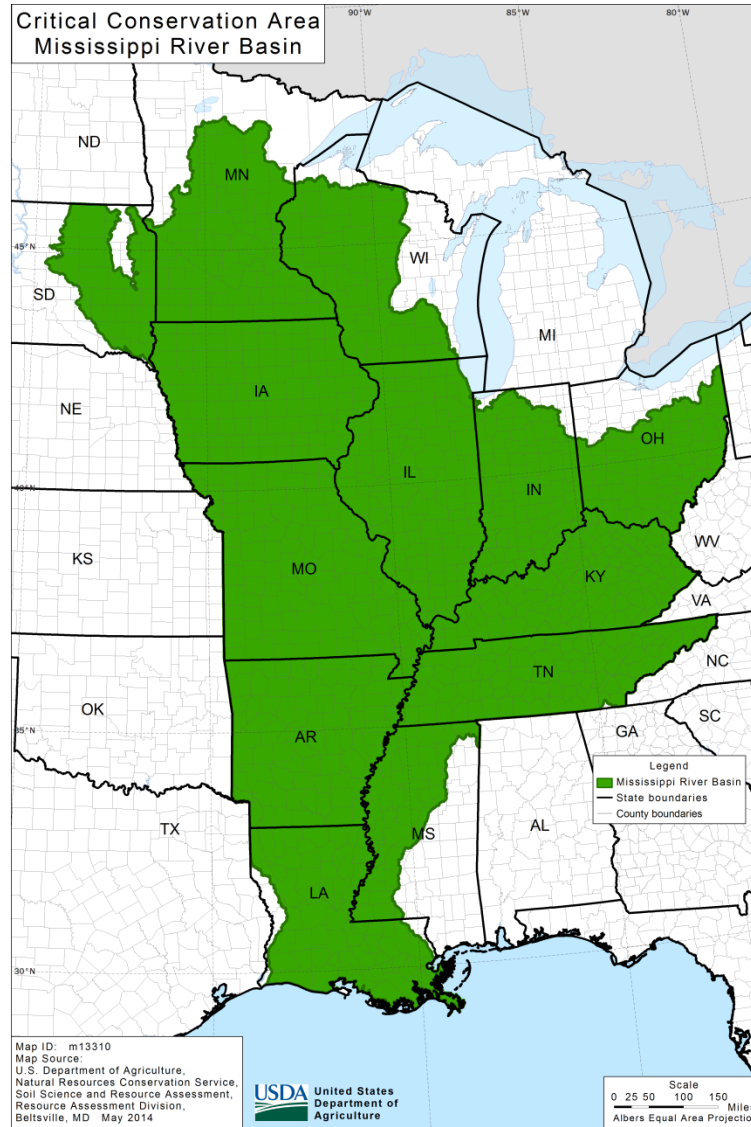 Critical Conservation Area
Mississippi River Basin
90°W
85°W
80°W
ND
MN
45°N
WI
SD
MI
NE
IA
OH
IL
IN
40°N
WV
KS
MO
KY
VA
NC
TN
OK
SC
35°N
AR
GA
Legend
Mississippi River Basin
State boundaries
County boundaries
TX
MS
AL
LA
30°N
Map ID: m13310
Map Source:
U.S. Department of Agriculture,
Natural Resources Conservation Service,
Soil Science and Resource Assessment,
Resource Assessment Division,
Beltsville, MD May 2014
USDA
United States
Department of
Agriculture
Scale
0 25 50 100 150
Miles
Albers Equal Area Projection